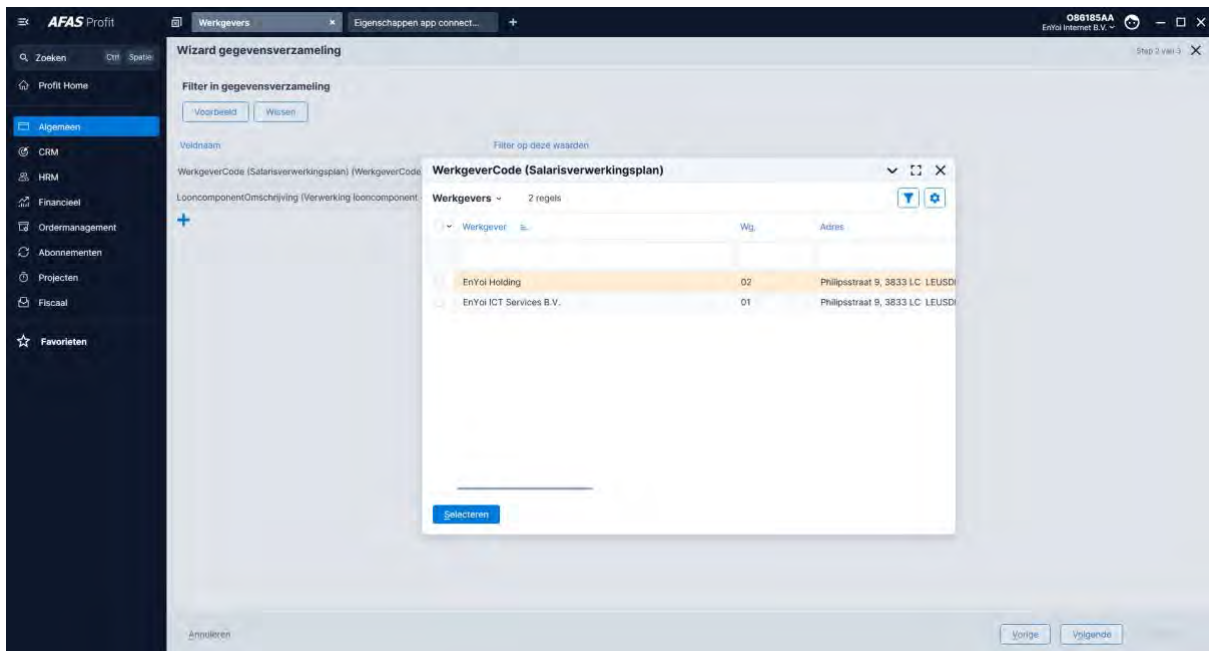 AFAS Profit
Werkgevers
Eigenschappen app connect...
O86185AA
EnYoi Internet B.V.
Zoeken Ctrl Spatie
Wizard gegevensverzameling
Stap 2 van 3
Profit Home
Filter in gegevensverzameling
Voorbeeld Wissen
Algemeen
CRM
HRM
Financieel
Ordermanagement
Abonnementen
Projecten
Fiscaal
Favorieten
Veldnaam Filter op deze waarden
WerkgeverCode (Salarisverwerkingsplan) (WerkgeverCode
LooncomponentOmschrijving (Verwerking looncomponent
WerkgeverCode (Salarisverwerkingsplan)
Werkgevers 2 regels
Werkgever Wg. Adres
EnYoi Holding 02 Philipsstraat 9, 3833 LC LEUSD
EnYoi ICT Services B.V. 01 Philipsstraat 9, 3833 LC LEUSD
Selecteren
Annuleren
Vorige Volgende